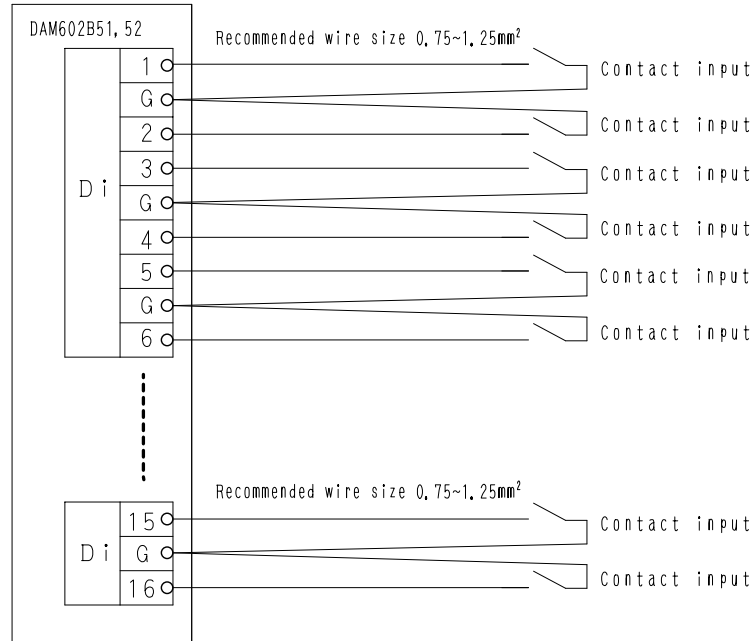 DAM602B51,52
Recommended wire size 0.75~1.25mm²
1
Contact input
G
2
Contact input
3
Contact input
Di
G
4
Contact input
5
Contact input
G
6
Contact input
Recommended wire size 0.75~1.25mm²
15
Contact input
Di
G
16
Contact input